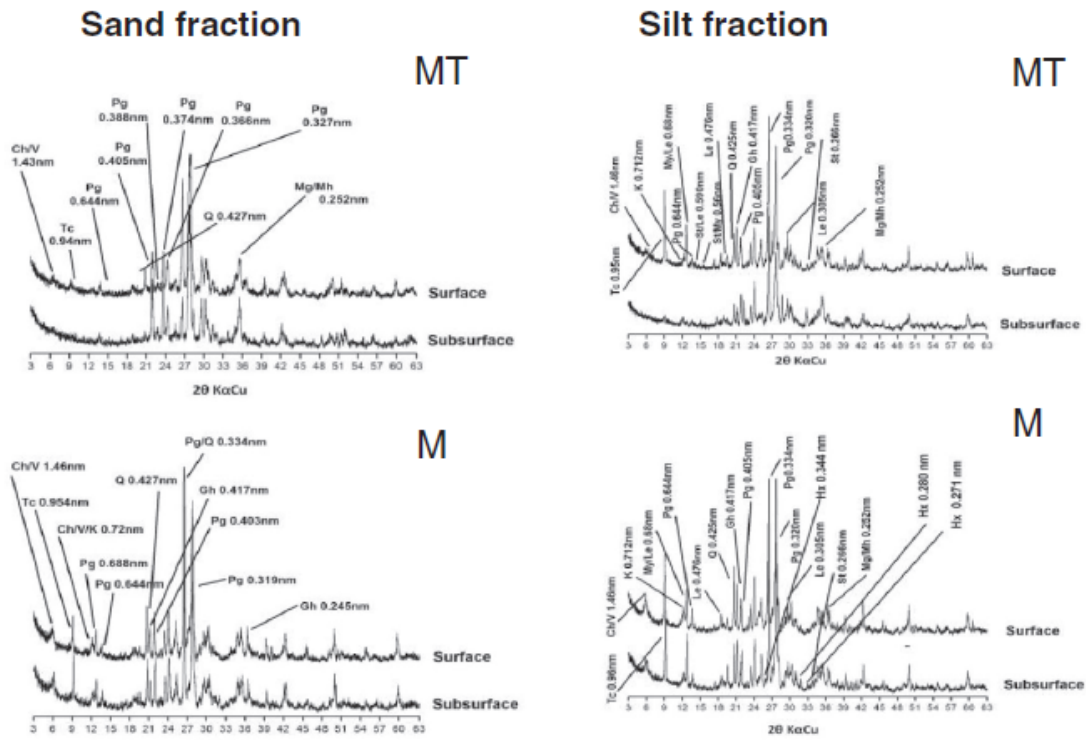 Sand fraction
MT
Pg
0.388nm
Pg
0.374nm
Pg
0.366nm
Pg
0.327nm
Ch/V
1.43nm
Pg
0.405nm
Pg
0.644nm
Mg/Mh
0.252nm
Q 0.427nm
Tc
0.94nm
Surface
Subsurface
3 6 9 12 15 18 21 24 27 30 33 36 39 42 45 48 51 54 57 60 63
2θ KαCu
Silt fraction
MT
Ch/V 1.46nm
K 0.712nm
My/Le 0.68nm
Pg 0.644nm
St/Le 0.590nm
St/My 0.56nm
Le 0.476nm
Q 0.425nm
Gh 0.417nm
Pg 0.405nm
Pg0.334nm
Pg 0.320nm
Le 0.305nm
St 0.266nm
Mg/Mh 0.252nm
Tc 0.95nm
Surface
Subsurface
3 6 9 12 15 18 21 24 27 30 33 36 39 42 45 48 51 54 57 60 63
2θ KαCu
M
Pg/Q 0.334nm
Ch/V 1.46nm
Q 0.427nm
Gh 0.417nm
Tc 0.954nm
Pg 0.403nm
Ch/V/K 0.72nm
Pg 0.688nm
Pg 0.644nm
Pg 0.319nm
Gh 0.245nm
Surface
Subsurface
3 6 9 12 15 18 21 24 27 30 33 36 39 42 45 48 51 54 57 60 63
M
Ch/V 1.46nm
K 0.712nm
My/Le 0.68nm
Pg 0.644nm
Le 0.476nm
Q 0.425nm
Gh 0.417nm
Pg 0.405nm
Pg0.334nm
Pg 0.320nm
Hx 0.344 nm
Le 0.305nm
St 0.266nm
Mg/Mh 0.252nm
Hx 0.280 nm
Hx 0.271 nm
Tc 0.96nm
Surface
Subsurface
3 6 9 12 15 18 21 24 27 30 33 36 39 42 45 48 51 54 57 60 63
2θ KαCu